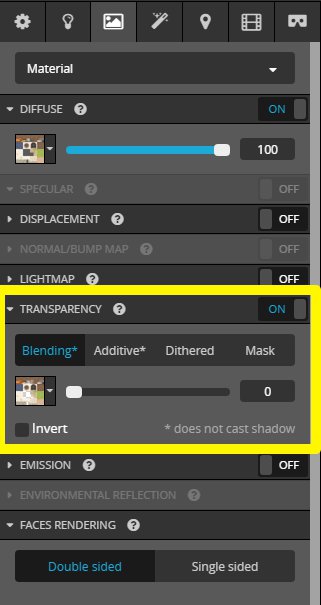 Material
DIFFUSE ? ON
100
SPECULAR ? OFF
DISPLACEMENT ? OFF
NORMAL/BUMP MAP ? OFF
LIGHTMAP ? OFF
TRANSPARENCY ? ON
Blending* Additive* Dithered Mask
0
Invert * does not cast shadow
EMISSION ? OFF
ENVIRONMENTAL REFLECTION ?
FACES RENDERING ?
Double sided Single sided